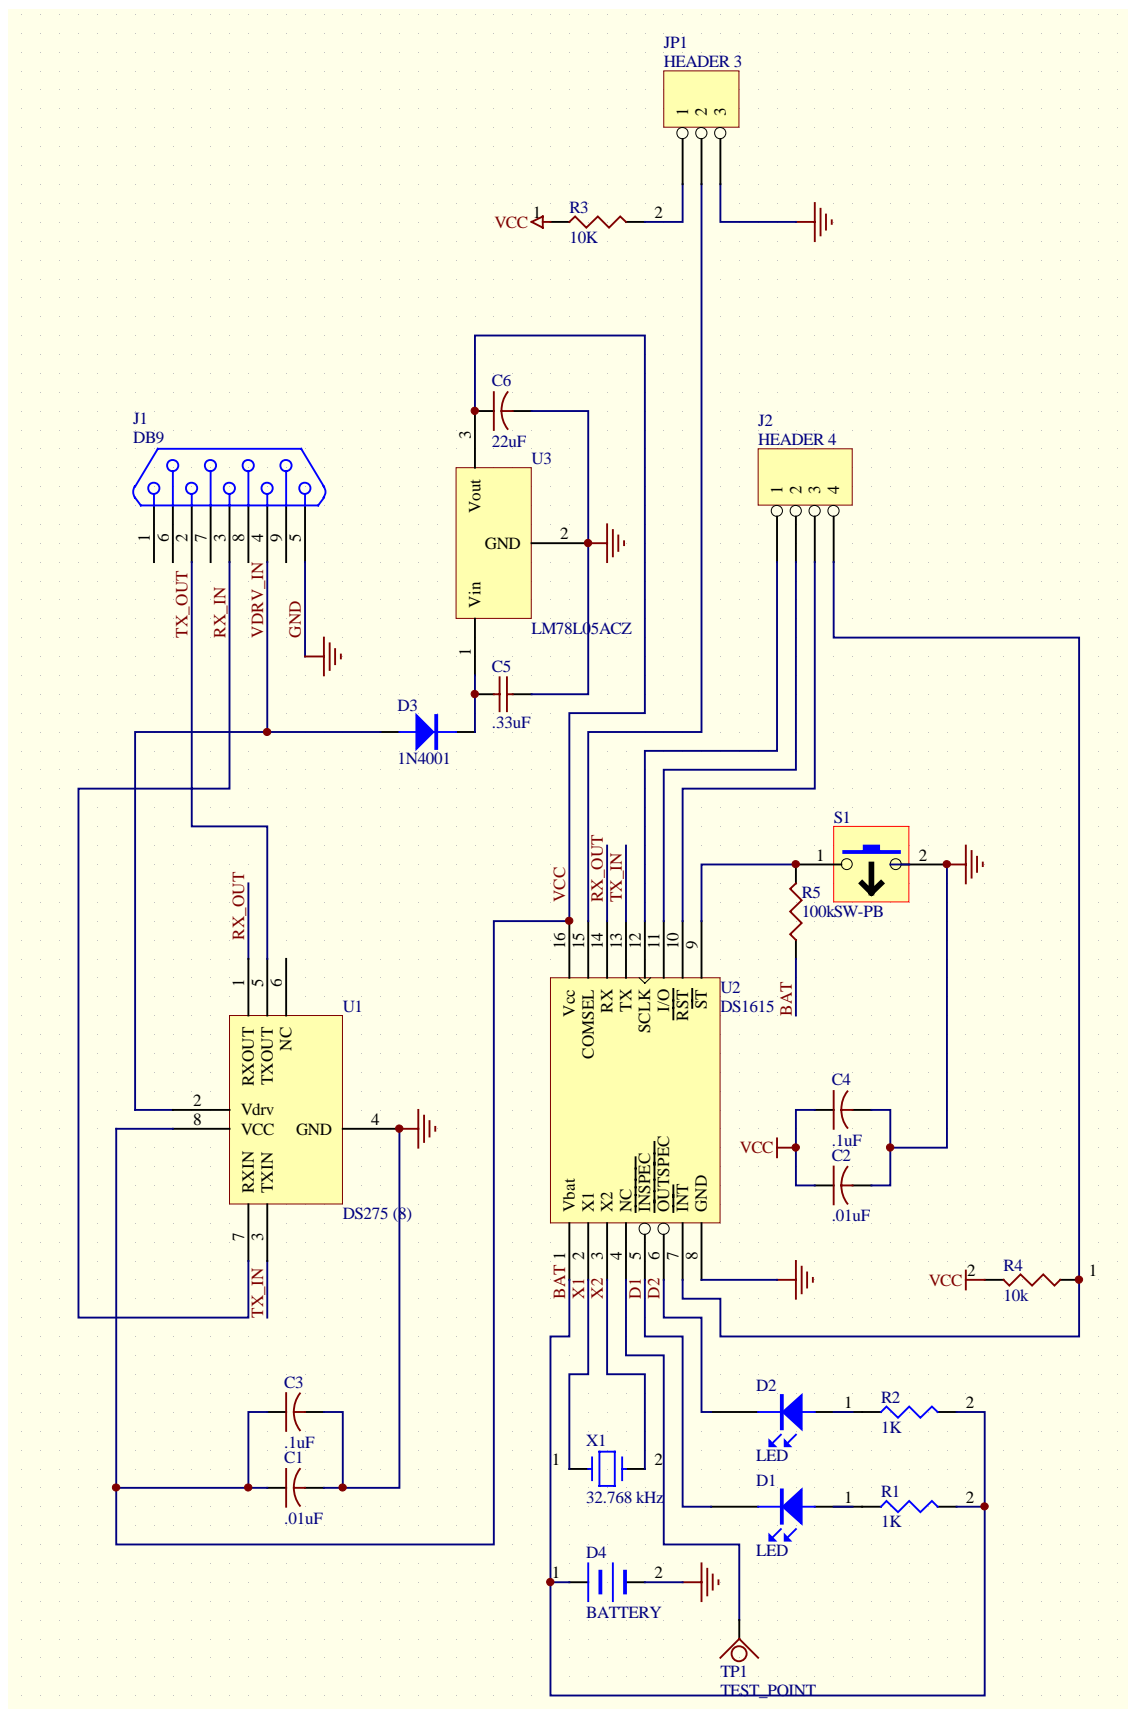 JP1
HEADER 3
1
2
3
VCC
1
R3
10K
2
C6
22uF
3
U3
Vout
GND
Vin
2
LM78L05ACZ
1
C5
.33uF
J1
DB9
1
6
2
7
3
8
4
9
5
TX_OUT
RX_IN
VDRV_IN
GND
D3
1N4001
J2
HEADER 4
1
2
3
4
S1
1
2
R5
100k
SW-PB
BAT
VCC
RX_OUT
TX_IN
16
15
14
13
12
11
10
9
U2
DS1615
Vcc
COMSEL
RX
TX
SCLK
I/O
RST
ST
Vbat
X1
X2
NC
INSPEC
OUTSPEC
INT
GND
1
2
3
4
5
6
7
8
BAT
X1
X2
D1
D2
RX_OUT
1
5
6
U1
RXOUT
TXOUT
NC
2
8
Vdrv
VCC
GND
4
RXIN
TXIN
DS275 (8)
7
3
TX_IN
C4
.1uF
VCC
C2
.01uF
VCC
2
R4
10k
1
C3
.1uF
C1
.01uF
D2
LED
1
R2
1K
2
X1
1
2
32.768 kHz
D1
LED
1
R1
1K
2
D4
1
2
BATTERY
TP1
TEST_POINT